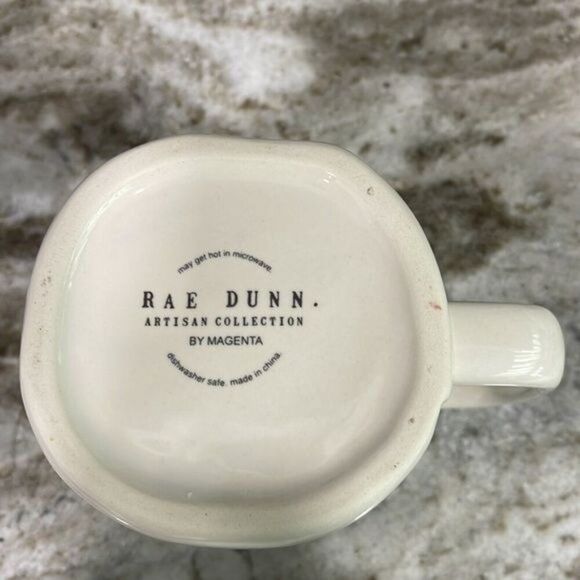 may get hot in microwave.
RAE DUNN.
ARTISAN COLLECTION
BY MAGENTA
dishwasher safe. made in china.